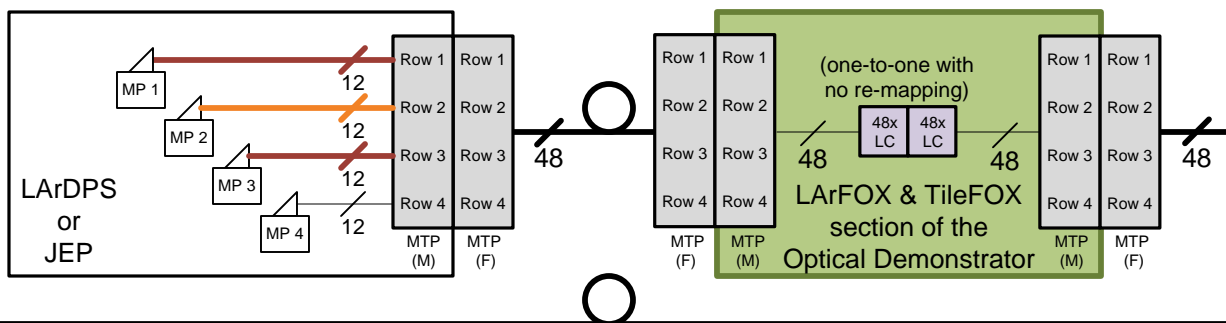 MP 1
12
MP 2
12
MP 3
12
MP 4
12
LArDPS
or
JEP
Row 1
Row 2
Row 3
Row 4
MTP
(M)
Row 1
Row 2
Row 3
Row 4
MTP
(F)
48
Row 1
Row 2
Row 3
Row 4
MTP
(F)
Row 1
Row 2
Row 3
Row 4
MTP
(M)
(one-to-one with
no re-mapping)
48
48x
LC
48x
LC
48
LArFOX & TileFOX
section of the
Optical Demonstrator
Row 1
Row 2
Row 3
Row 4
MTP
(M)
Row 1
Row 2
Row 3
Row 4
MTP
(F)
48